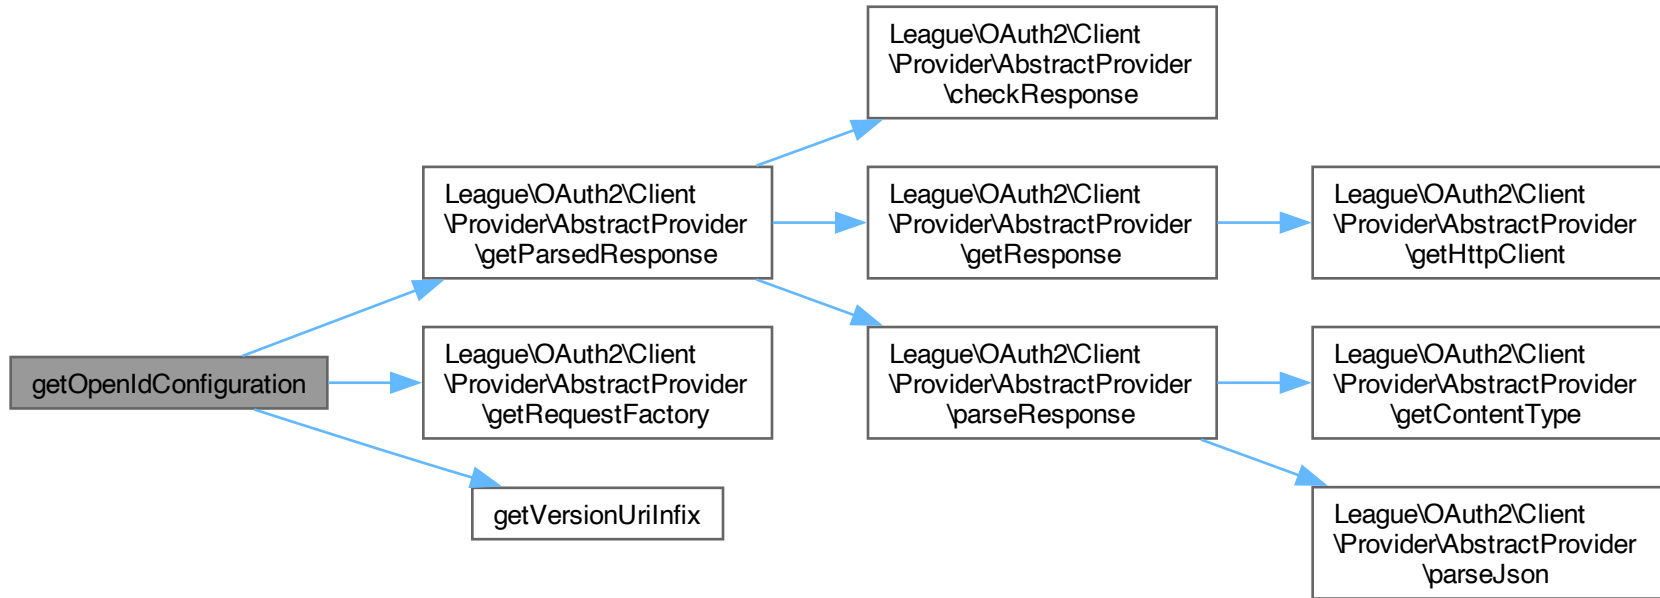 getOpenIdConfiguration
League\OAuth2\Client
\Provider\AbstractProvider
\getParsedResponse
League\OAuth2\Client
\Provider\AbstractProvider
\getRequestFactory
getVersionUriInfix
League\OAuth2\Client
\Provider\AbstractProvider
\checkResponse
League\OAuth2\Client
\Provider\AbstractProvider
\getResponse
League\OAuth2\Client
\Provider\AbstractProvider
\parseResponse
League\OAuth2\Client
\Provider\AbstractProvider
\getHttpClient
League\OAuth2\Client
\Provider\AbstractProvider
\getContentType
League\OAuth2\Client
\Provider\AbstractProvider
\parseJson